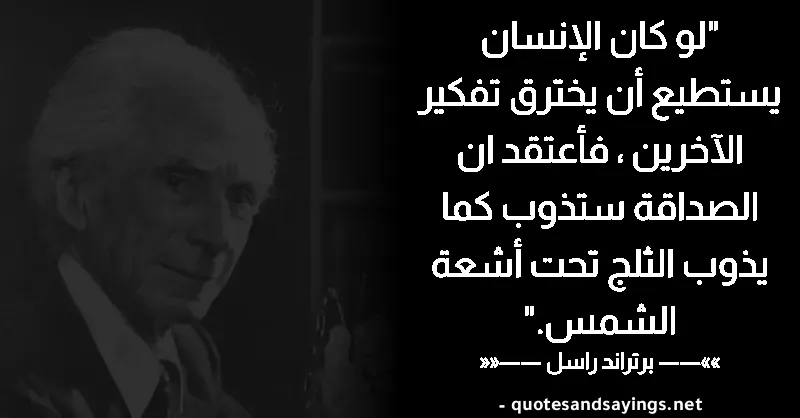 "لو كان الإنسان
يستطيع أن يخترق تفكير
الآخرين ، فأعتقد ان
الصداقة ستذوب كما
يذوب الثلج تحت أشعة
الشمس."
»»—— برتراند راسل ——««
- quotesandsayings.net